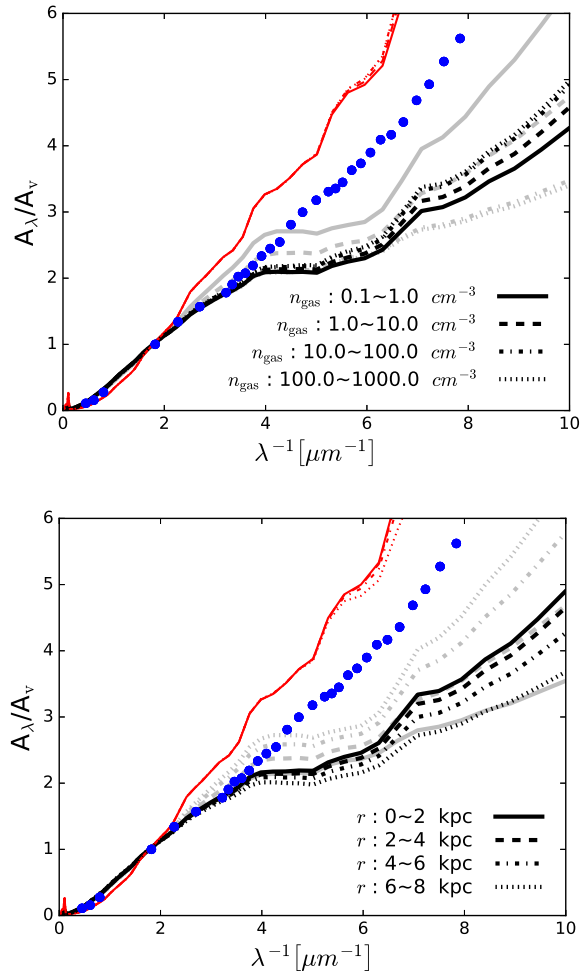 6
5
4
3
2
1
0
A_λ/A_v
n_gas : 0.1~1.0 cm^−3
n_gas : 1.0~10.0 cm^−3
n_gas : 10.0~100.0 cm^−3
n_gas : 100.0~1000.0 cm^−3
0 2 4 6 8 10
λ^−1[μm^−1]
6
5
4
3
2
1
0
A_λ/A_v
r : 0~2 kpc
r : 2~4 kpc
r : 4~6 kpc
r : 6~8 kpc
0 2 4 6 8 10
λ^−1[μm^−1]